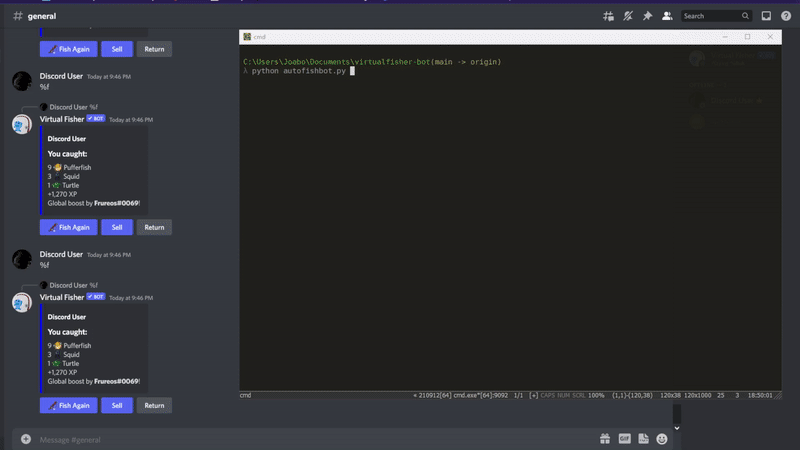 # general
Search
Fish Again Sell Return
Discord User Today at 9:46 PM
%f
Discord User %f
Virtual Fisher ✓ BOT Today at 9:46 PM
Discord User
You caught:
9 Pufferfish
3 Squid
1 Turtle
+1,270 XP
Global boost by Frureos#0069!
Fish Again Sell Return
Discord User Today at 9:46 PM
%f
Discord User %f
Virtual Fisher ✓ BOT Today at 9:46 PM
Discord User
You caught:
9 Pufferfish
3 Squid
1 Turtle
+1,270 XP
Global boost by Frureos#0069!
Fish Again Sell Return
Message #general
GIF
cmd
C:\Users\Joabo\Documents\virtualfisher-bot(main -> origin)
λ python autofishbot.py
cmd « 210912[64] cmd.exe*[64]:9092 1/1 [+] CAPS NUM SCRL 100% (1,1)-(120,38) 120x38 120x1000 25 3 18:50:01